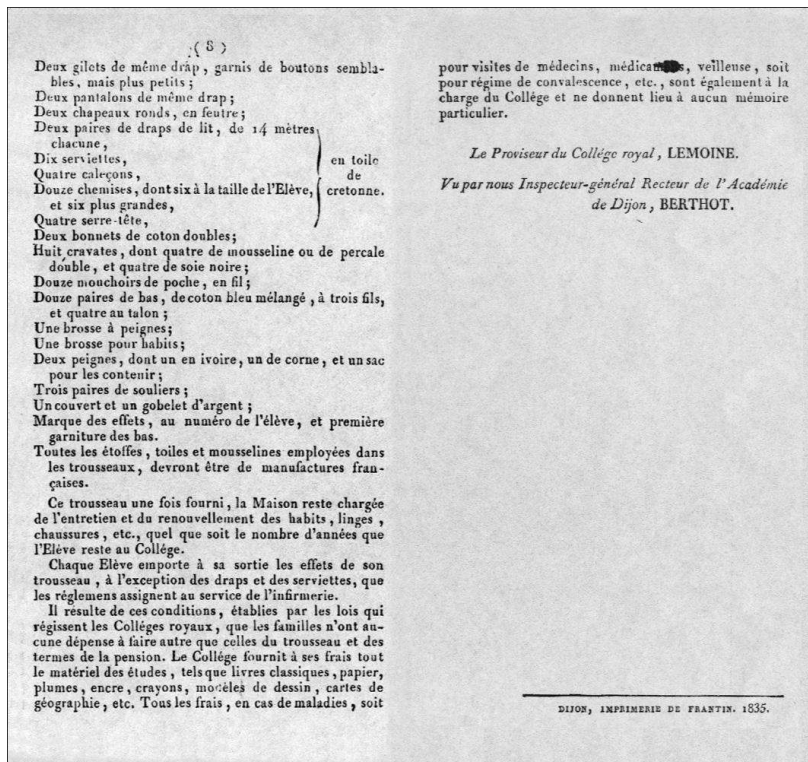 ( 8 )
Deux gilets de même drap, garnis de boutons sembla-
bles, mais plus petits ;
Deux pantalons de même drap ;
Deux chapeaux ronds, en feutre ;
Deux paires de draps de lit, de 14 mètres
chacune,
Dix serviettes,
Quatre caleçons,
Douze chemises, dont six à la taille de l'Elève,
et six plus grandes,
Quatre serre-tête,
en toile
de
cretonne.
Deux bonnets de coton doubles ;
Huit cravates, dont quatre de mousseline ou de percale
double, et quatre de soie noire ;
Douze mouchoirs de poche, en fil ;
Douze paires de bas, de coton bleu mélangé, à trois fils,
et quatre au talon ;
Une brosse à peignes ;
Une brosse pour habits ;
Deux peignes, dont un en ivoire, un de corne, et un sac
pour les contenir ;
Trois paires de souliers ;
Un couvert et un gobelet d'argent ;
Marque des effets, au numéro de l'élève, et première
garniture des bas.
Toutes les étoffes, toiles et mousselines employées dans
les trousseaux, devront être de manufactures fran-
çaises.
Ce trousseau une fois fourni, la Maison reste chargée
de l'entretien et du renouvellement des habits, linges,
chaussures, etc., quel que soit le nombre d'années que
l'Elève reste au Collége.
Chaque Elève emporte à sa sortie les effets de son
trousseau, à l'exception des draps et des serviettes, que
les réglemens assignent au service de l'infirmerie.
Il résulte de ces conditions, établies par les lois qui
régissent les Colléges royaux, que les familles n'ont au-
cune dépense à faire autre que celles du trousseau et des
termes de la pension. Le Collége fournit à ses frais tout
le matériel des études, tels que livres classiques, papier,
plumes, encre, crayons, modèles de dessin, cartes de
géographie, etc. Tous les frais, en cas de maladies, soit
pour visites de médecins, veilleuse, soit
pour régime de convalescence, etc., sont également à la
charge du Collége et ne donnent lieu à aucun mémoire
particulier.
Le Proviseur du Collége royal, LEMOINE.
Vu par nous Inspecteur-général Recteur de l'Académie
de Dijon, BERTHOT.
DIJON, IMPRIMERIE DE FRANTIN. 1835.